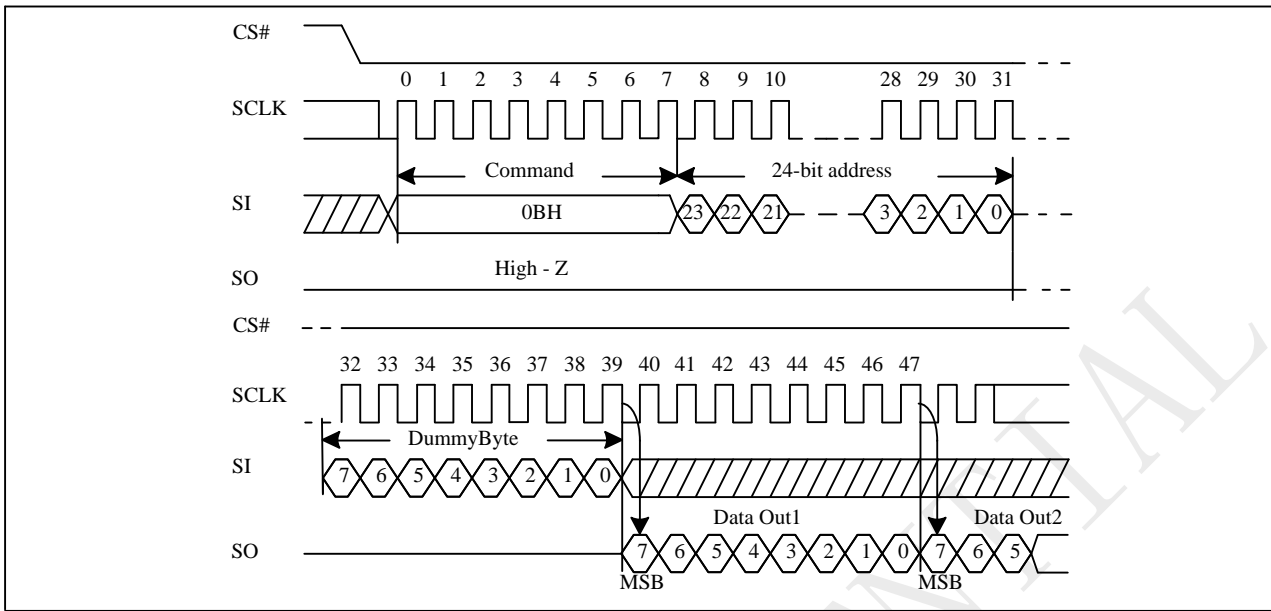 CS#
0 1 2 3 4 5 6 7 8 9 10 28 29 30 31
SCLK
Command 24-bit address
SI 0BH 23 22 21 3 2 1 0
High - Z
SO
CS#
32 33 34 35 36 37 38 39 40 41 42 43 44 45 46 47
SCLK
DummyByte
SI 7 6 5 4 3 2 1 0
Data Out1 Data Out2
SO 7 6 5 4 3 2 1 0 7 6 5
MSB MSB
NTIAL